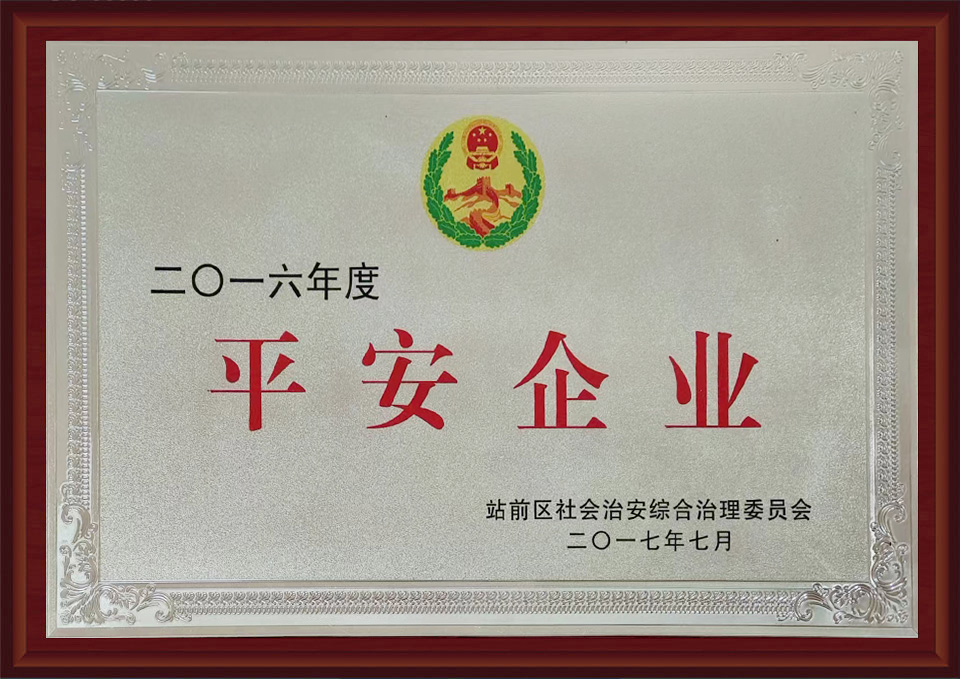 二〇一六年度
平安企业
站前区社会治安综合治理委员会
二〇一七年七月